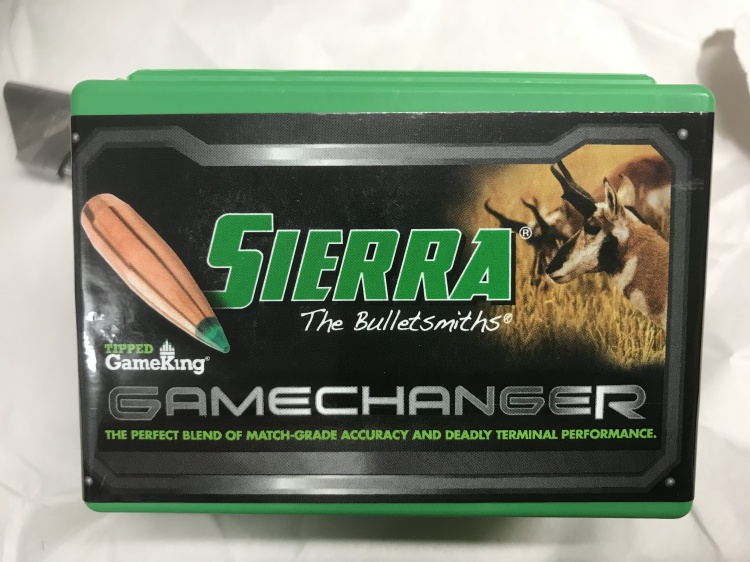 SIERRA®
The Bulletsmiths®
TIPPED
GameKing®
GAMECHANGER
THE PERFECT BLEND OF MATCH-GRADE ACCURACY AND DEADLY TERMINAL PERFORMANCE.